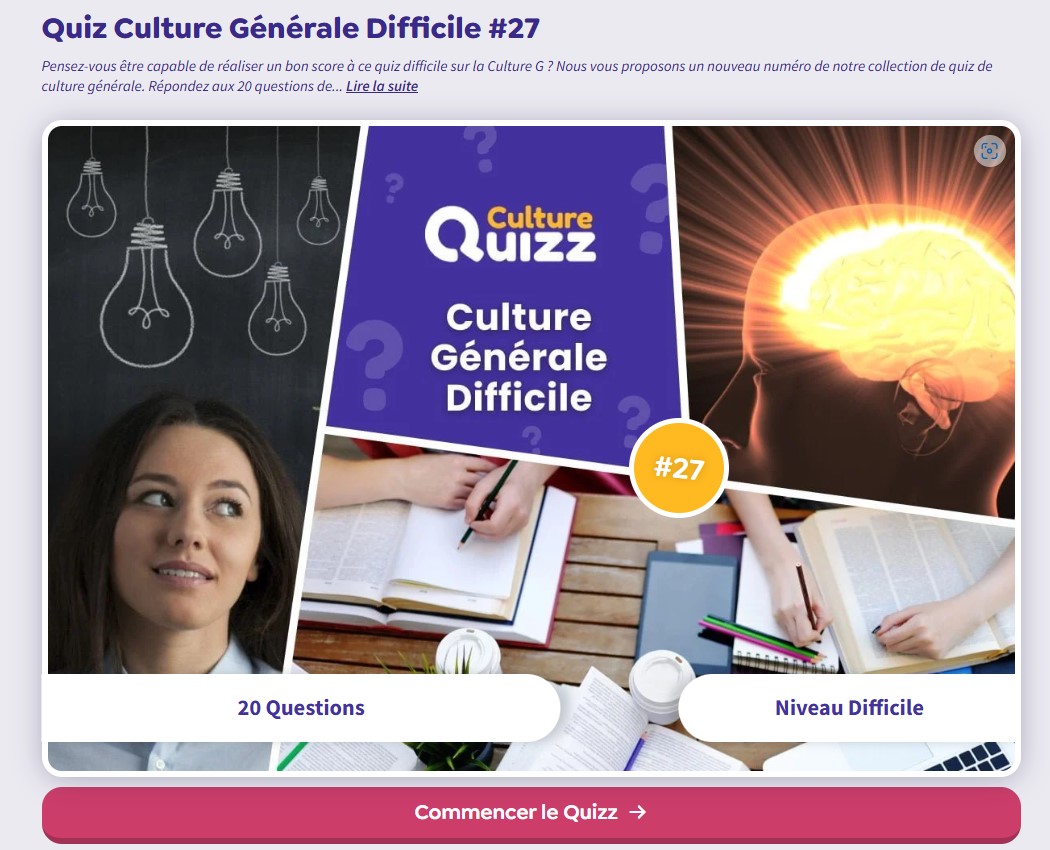 Quiz Culture Générale Difficile #27
Pensez-vous être capable de réaliser un bon score à ce quiz difficile sur la Culture G ? Nous vous proposons un nouveau numéro de notre collection de quiz de
culture générale. Répondez aux 20 questions de... Lire la suite
Culture
Quizz
Culture
Générale
Difficile
#27
20 Questions
Niveau Difficile
Commencer le Quizz →